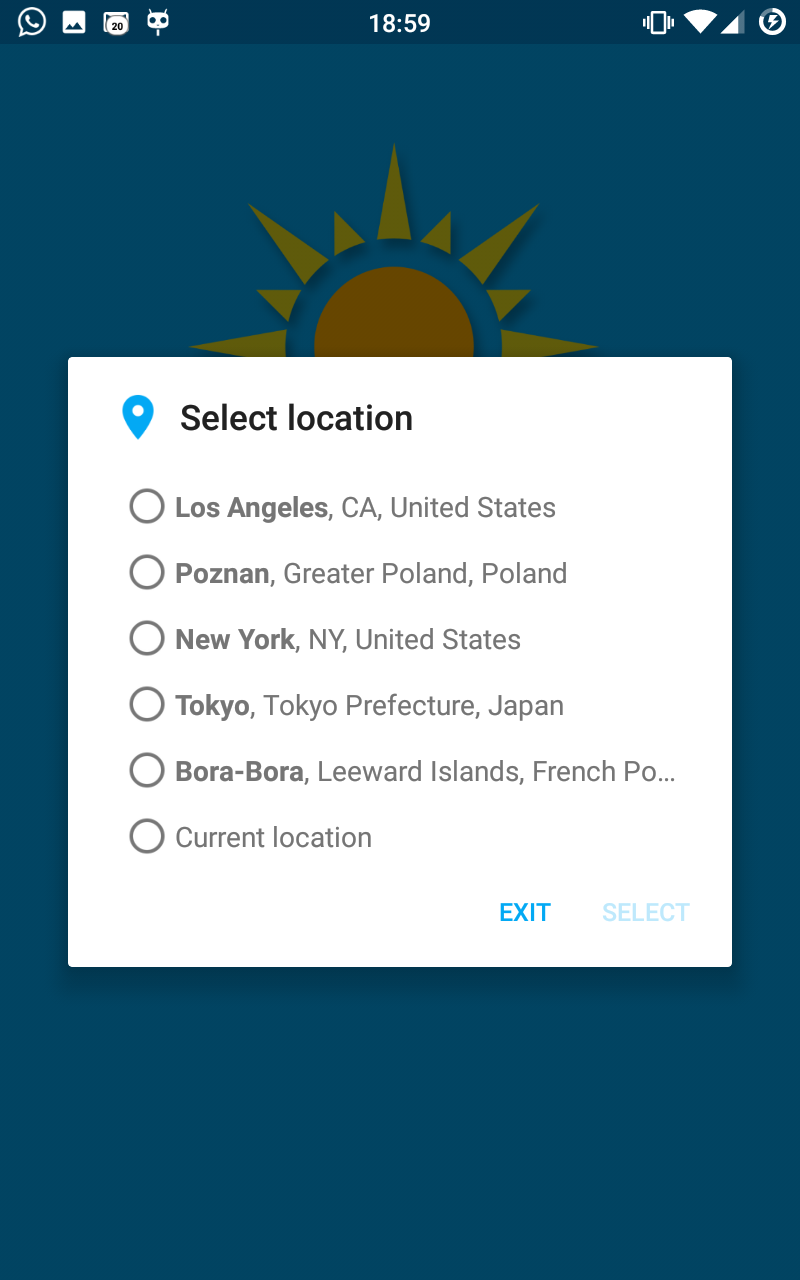 20
18:59
Select location
Los Angeles, CA, United States
Poznan, Greater Poland, Poland
New York, NY, United States
Tokyo, Tokyo Prefecture, Japan
Bora-Bora, Leeward Islands, French Po...
Current location
EXIT SELECT